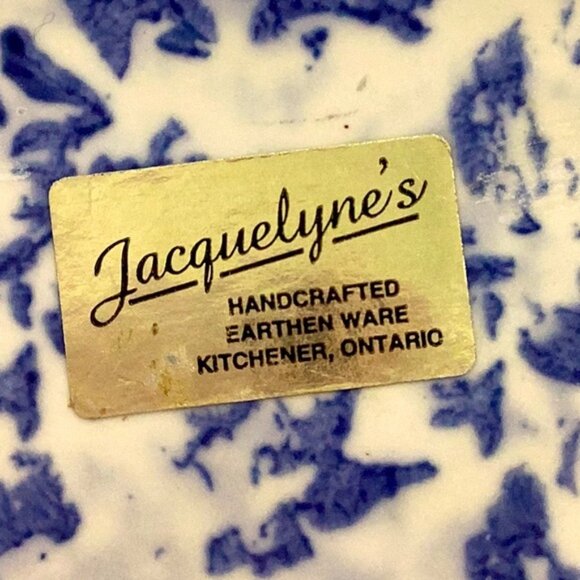 Jacquelyne's
HANDCRAFTED
EARTHEN WARE
KITCHENER, ONTARIO